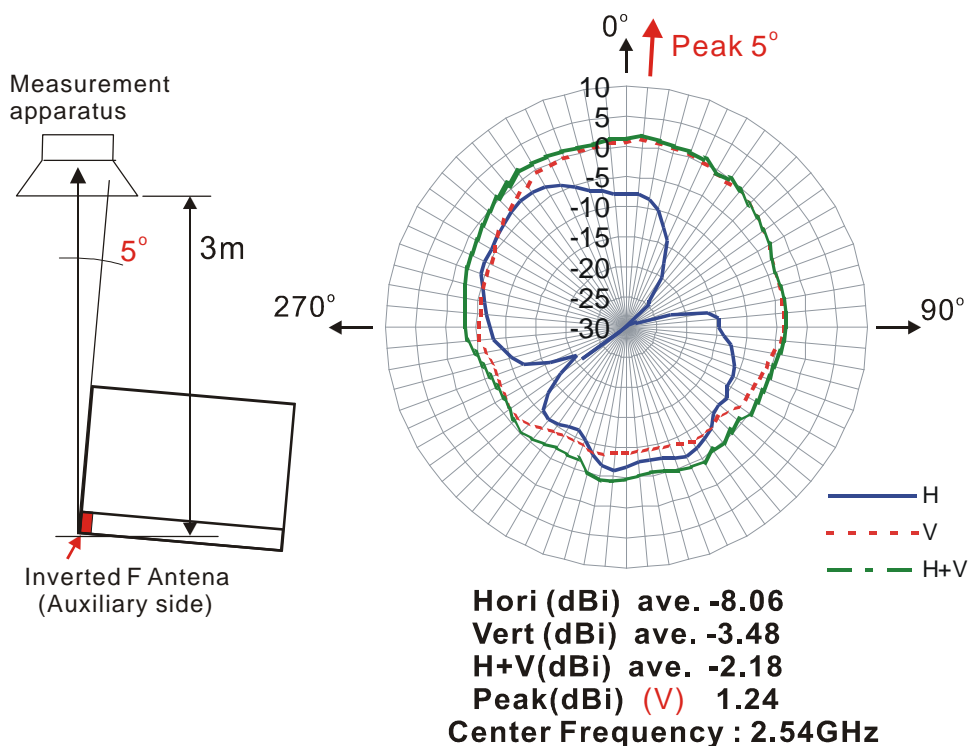 Measurement
apparatus
5°
3m
Inverted F Antena
(Auxiliary side)
0°
Peak 5°
10
5
0
-5
-10
-15
-20
-25
-30
270°
90°
H
V
H+V
Hori (dBi) ave. -8.06
Vert (dBi) ave. -3.48
H+V(dBi) ave. -2.18
Peak(dBi) (V) 1.24
Center Frequency : 2.54GHz